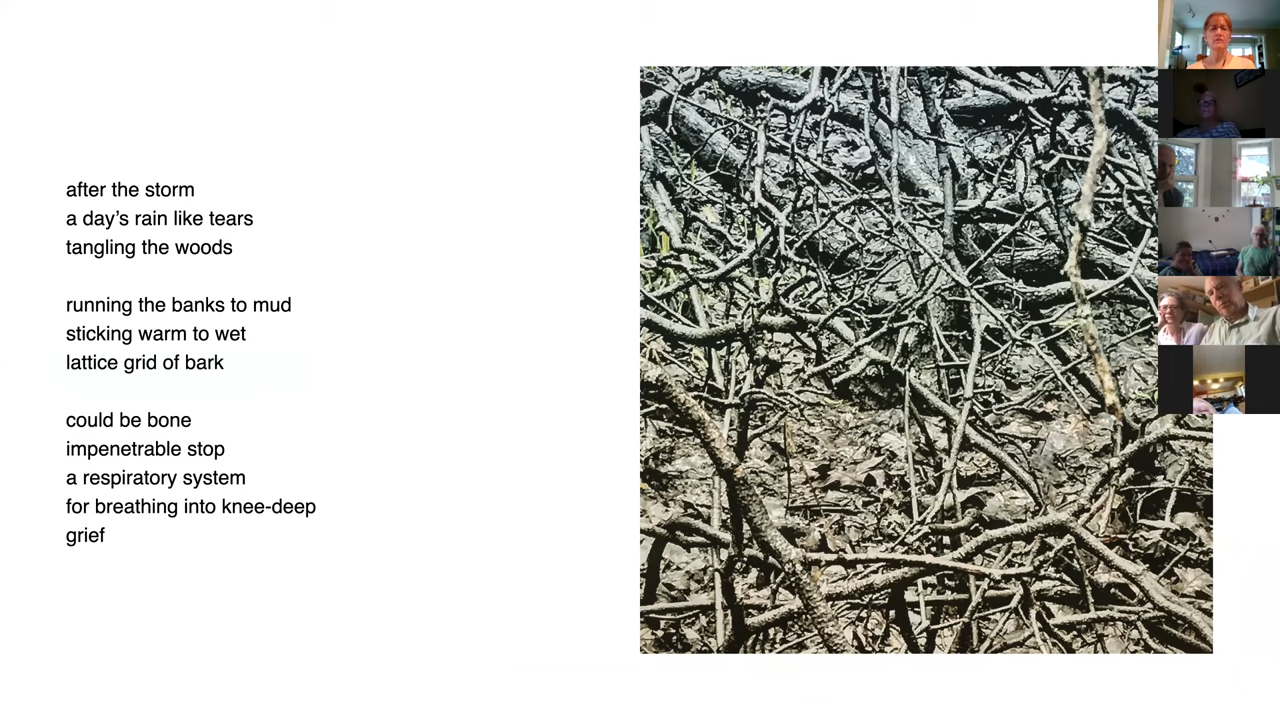 after the storm
a day’s rain like tears
tangling the woods
running the banks to mud
sticking warm to wet
lattice grid of bark
could be bone
impenetrable stop
a respiratory system
for breathing into knee-deep
grief